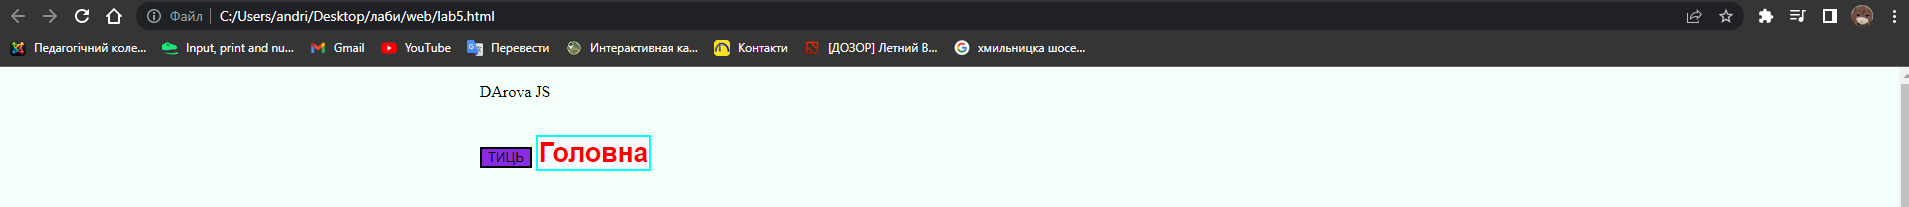 Файл C:/Users/andri/Desktop/лаби/web/lab5.html
Педагогічний коле... Input, print and nu... Gmail YouTube Перевести Интерактивная ка... Контакти [ДОЗОР] Летний В... хмильницка шосе...
DArova JS
ТИЦЬ Головна